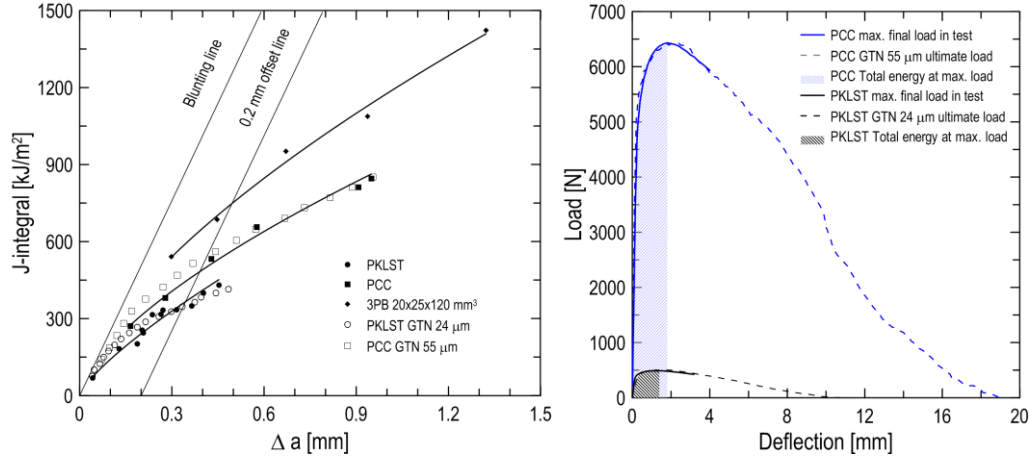 1500
1200
900
600
300
0
0
0.3
0.6
0.9
1.2
1.5
J-integral [kJ/m²]
Δ a [mm]
Blunting line
0.2 mm offset line
PKLST
PCC
3PB 20x25x120 mm³
PKLST GTN 24 μm
PCC GTN 55 μm
7000
6000
5000
4000
3000
2000
1000
0
0
4
8
12
16
20
Load [N]
Deflection [mm]
PCC max. final load in test
PCC GTN 55 μm ultimate load
PCC Total energy at max. load
PKLST max. final load in test
PKLST GTN 24 μm ultimate load
PKLST Total energy at max. load